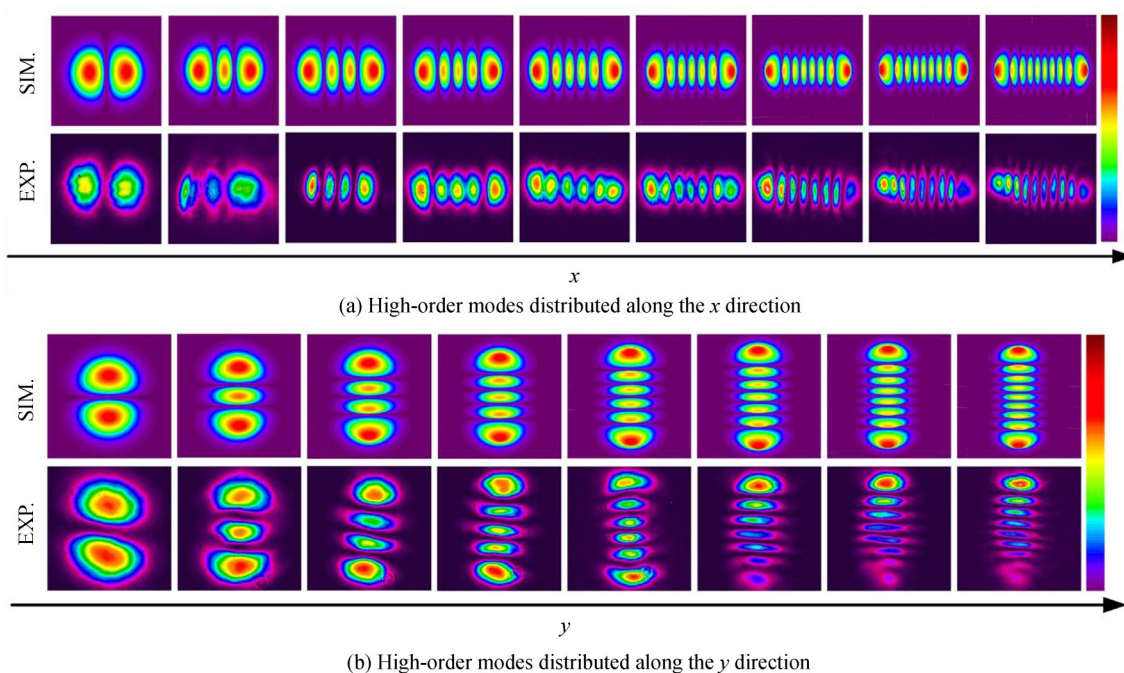 SIM.
EXP.
x
(a) High-order modes distributed along the x direction
SIM.
EXP.
y
(b) High-order modes distributed along the y direction